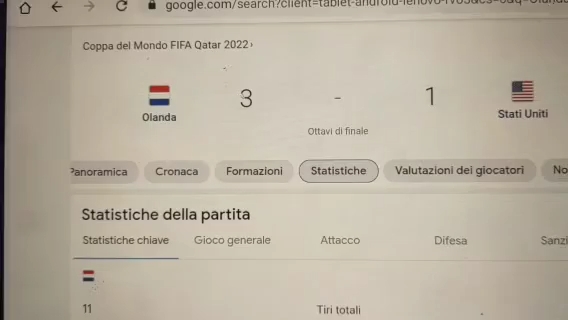 google.com/search?client=tablet-android-lenovo-
Coppa del Mondo FIFA Qatar 2022 ›
3 - 1
Olanda
Stati Uniti
Ottavi di finale
Panoramica Cronaca Formazioni Statistiche Valutazioni dei giocatori No
Statistiche della partita
Statistiche chiave Gioco generale Attacco Difesa Sanzi
11 Tiri totali